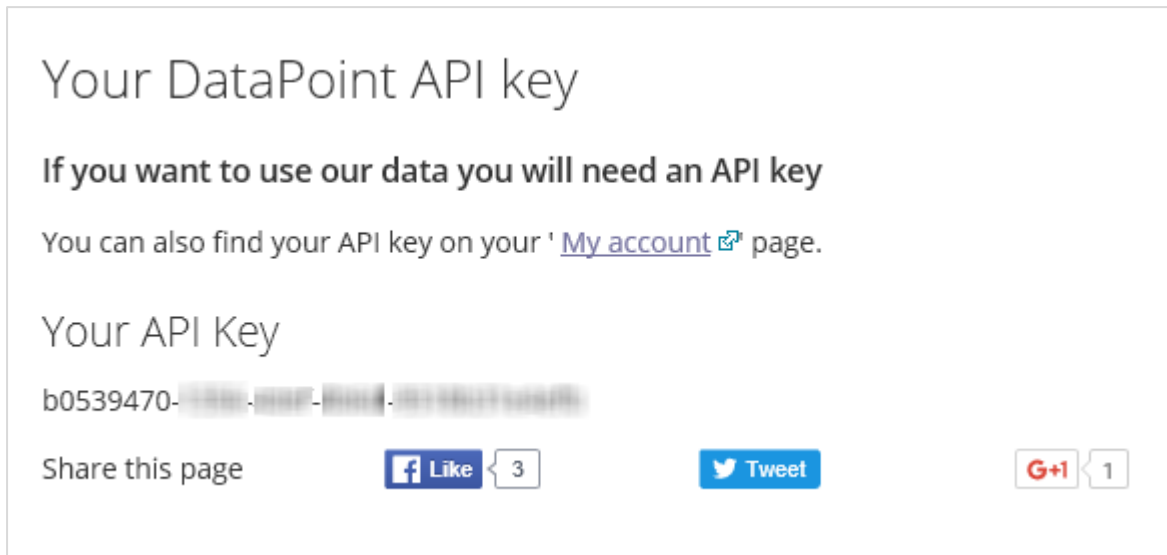 Your DataPoint API key
If you want to use our data you will need an API key
You can also find your API key on your ' My account ' page.
Your API Key
b0539470-
Share this page Like 3 Tweet G+1 1